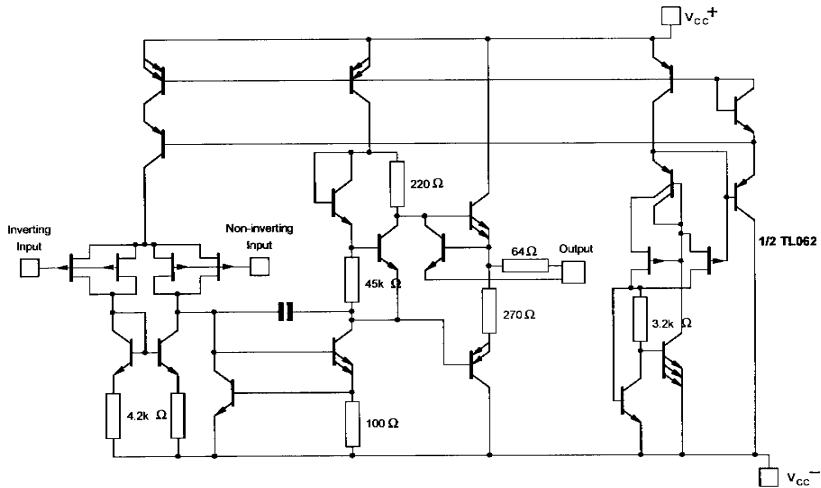 VCC+
220 Ω
Inverting
Input
Non-inverting
Input
64 Ω
Output
1/2 TL062
45k Ω
270 Ω
3.2k Ω
4.2k Ω
100 Ω
VCC−